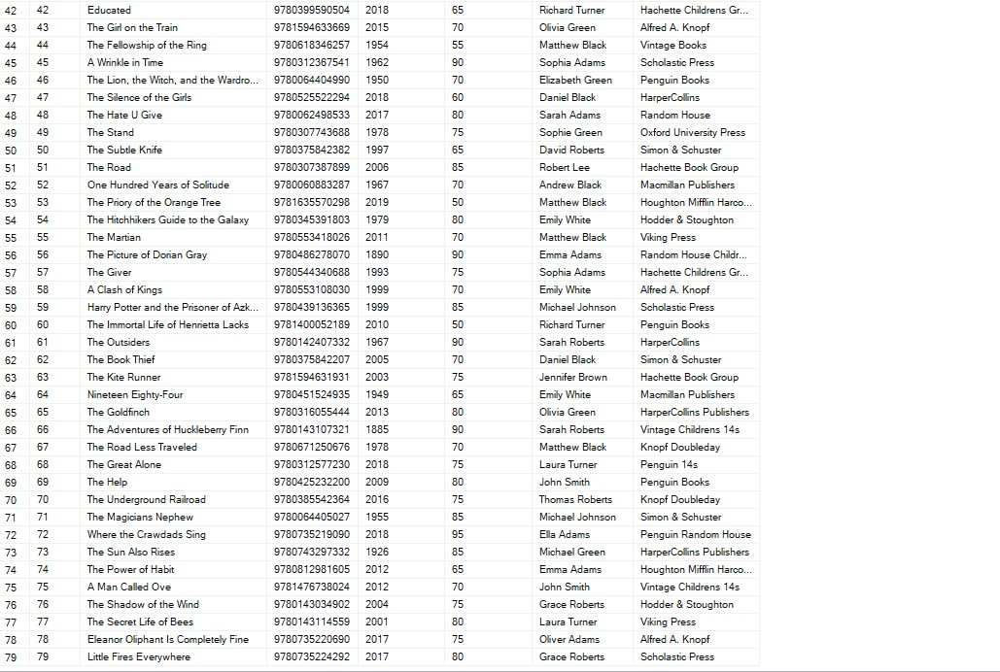 42 42 Educated 9780399590504 2018 65 Richard Turner Hachette Childrens Gr...
43 43 The Girl on the Train 9781594633669 2015 70 Olivia Green Alfred A. Knopf
44 44 The Fellowship of the Ring 9780618346257 1954 55 Matthew Black Vintage Books
45 45 A Wrinkle in Time 9780312367541 1962 90 Sophia Adams Scholastic Press
46 46 The Lion, the Witch, and the Wardro... 9780064404990 1950 70 Elizabeth Green Penguin Books
47 47 The Silence of the Girls 9780525522294 2018 60 Daniel Black HarperCollins
48 48 The Hate U Give 9780062498533 2017 80 Sarah Adams Random House
49 49 The Stand 9780307743688 1978 75 Sophie Green Oxford University Press
50 50 The Subtle Knife 9780375842382 1997 65 David Roberts Simon & Schuster
51 51 The Road 9780307387899 2006 85 Robert Lee Hachette Book Group
52 52 One Hundred Years of Solitude 9780060883287 1967 70 Andrew Black Macmillan Publishers
53 53 The Priory of the Orange Tree 9781635570298 2019 50 Matthew Black Houghton Mifflin Harco...
54 54 The Hitchhikers Guide to the Galaxy 9780345391803 1979 80 Emily White Hodder & Stoughton
55 55 The Martian 9780553418026 2011 70 Matthew Black Viking Press
56 56 The Picture of Dorian Gray 9780486278070 1890 90 Emma Adams Random House Childr...
57 57 The Giver 9780544340688 1993 75 Sophia Adams Hachette Childrens Gr...
58 58 A Clash of Kings 9780553108030 1999 70 Emily White Alfred A. Knopf
59 59 Harry Potter and the Prisoner of Azk... 9780439136365 1999 85 Michael Johnson Scholastic Press
60 60 The Immortal Life of Henrietta Lacks 9781400052189 2010 50 Richard Turner Penguin Books
61 61 The Outsiders 9780142407332 1967 90 Sarah Roberts HarperCollins
62 62 The Book Thief 9780375842207 2005 70 Daniel Black Simon & Schuster
63 63 The Kite Runner 9781594631931 2003 75 Jennifer Brown Hachette Book Group
64 64 Nineteen Eighty-Four 9780451524935 1949 65 Emily White Macmillan Publishers
65 65 The Goldfinch 9780316055444 2013 80 Olivia Green HarperCollins Publishers
66 66 The Adventures of Huckleberry Finn 9780143107321 1885 90 Sarah Roberts Vintage Childrens 14s
67 67 The Road Less Traveled 9780671250676 1978 70 Matthew Black Knopf Doubleday
68 68 The Great Alone 9780312577230 2018 75 Laura Turner Penguin 14s
69 69 The Help 9780425232200 2009 80 John Smith Penguin Books
70 70 The Underground Railroad 9780385542364 2016 75 Thomas Roberts Knopf Doubleday
71 71 The Magicians Nephew 9780064405027 1955 85 Michael Johnson Simon & Schuster
72 72 Where the Crawdads Sing 9780735219090 2018 95 Ella Adams Penguin Random House
73 73 The Sun Also Rises 9780743297332 1926 85 Michael Green HarperCollins Publishers
74 74 The Power of Habit 9780812981605 2012 65 Emma Adams Houghton Mifflin Harco...
75 75 A Man Called Ove 9781476738024 2012 70 John Smith Vintage Childrens 14s
76 76 The Shadow of the Wind 9780143034902 2004 75 Grace Roberts Hodder & Stoughton
77 77 The Secret Life of Bees 9780143114559 2001 80 Laura Turner Viking Press
78 78 Eleanor Oliphant Is Completely Fine 9780735220690 2017 75 Oliver Adams Alfred A. Knopf
79 79 Little Fires Everywhere 9780735224292 2017 80 Grace Roberts Scholastic Press